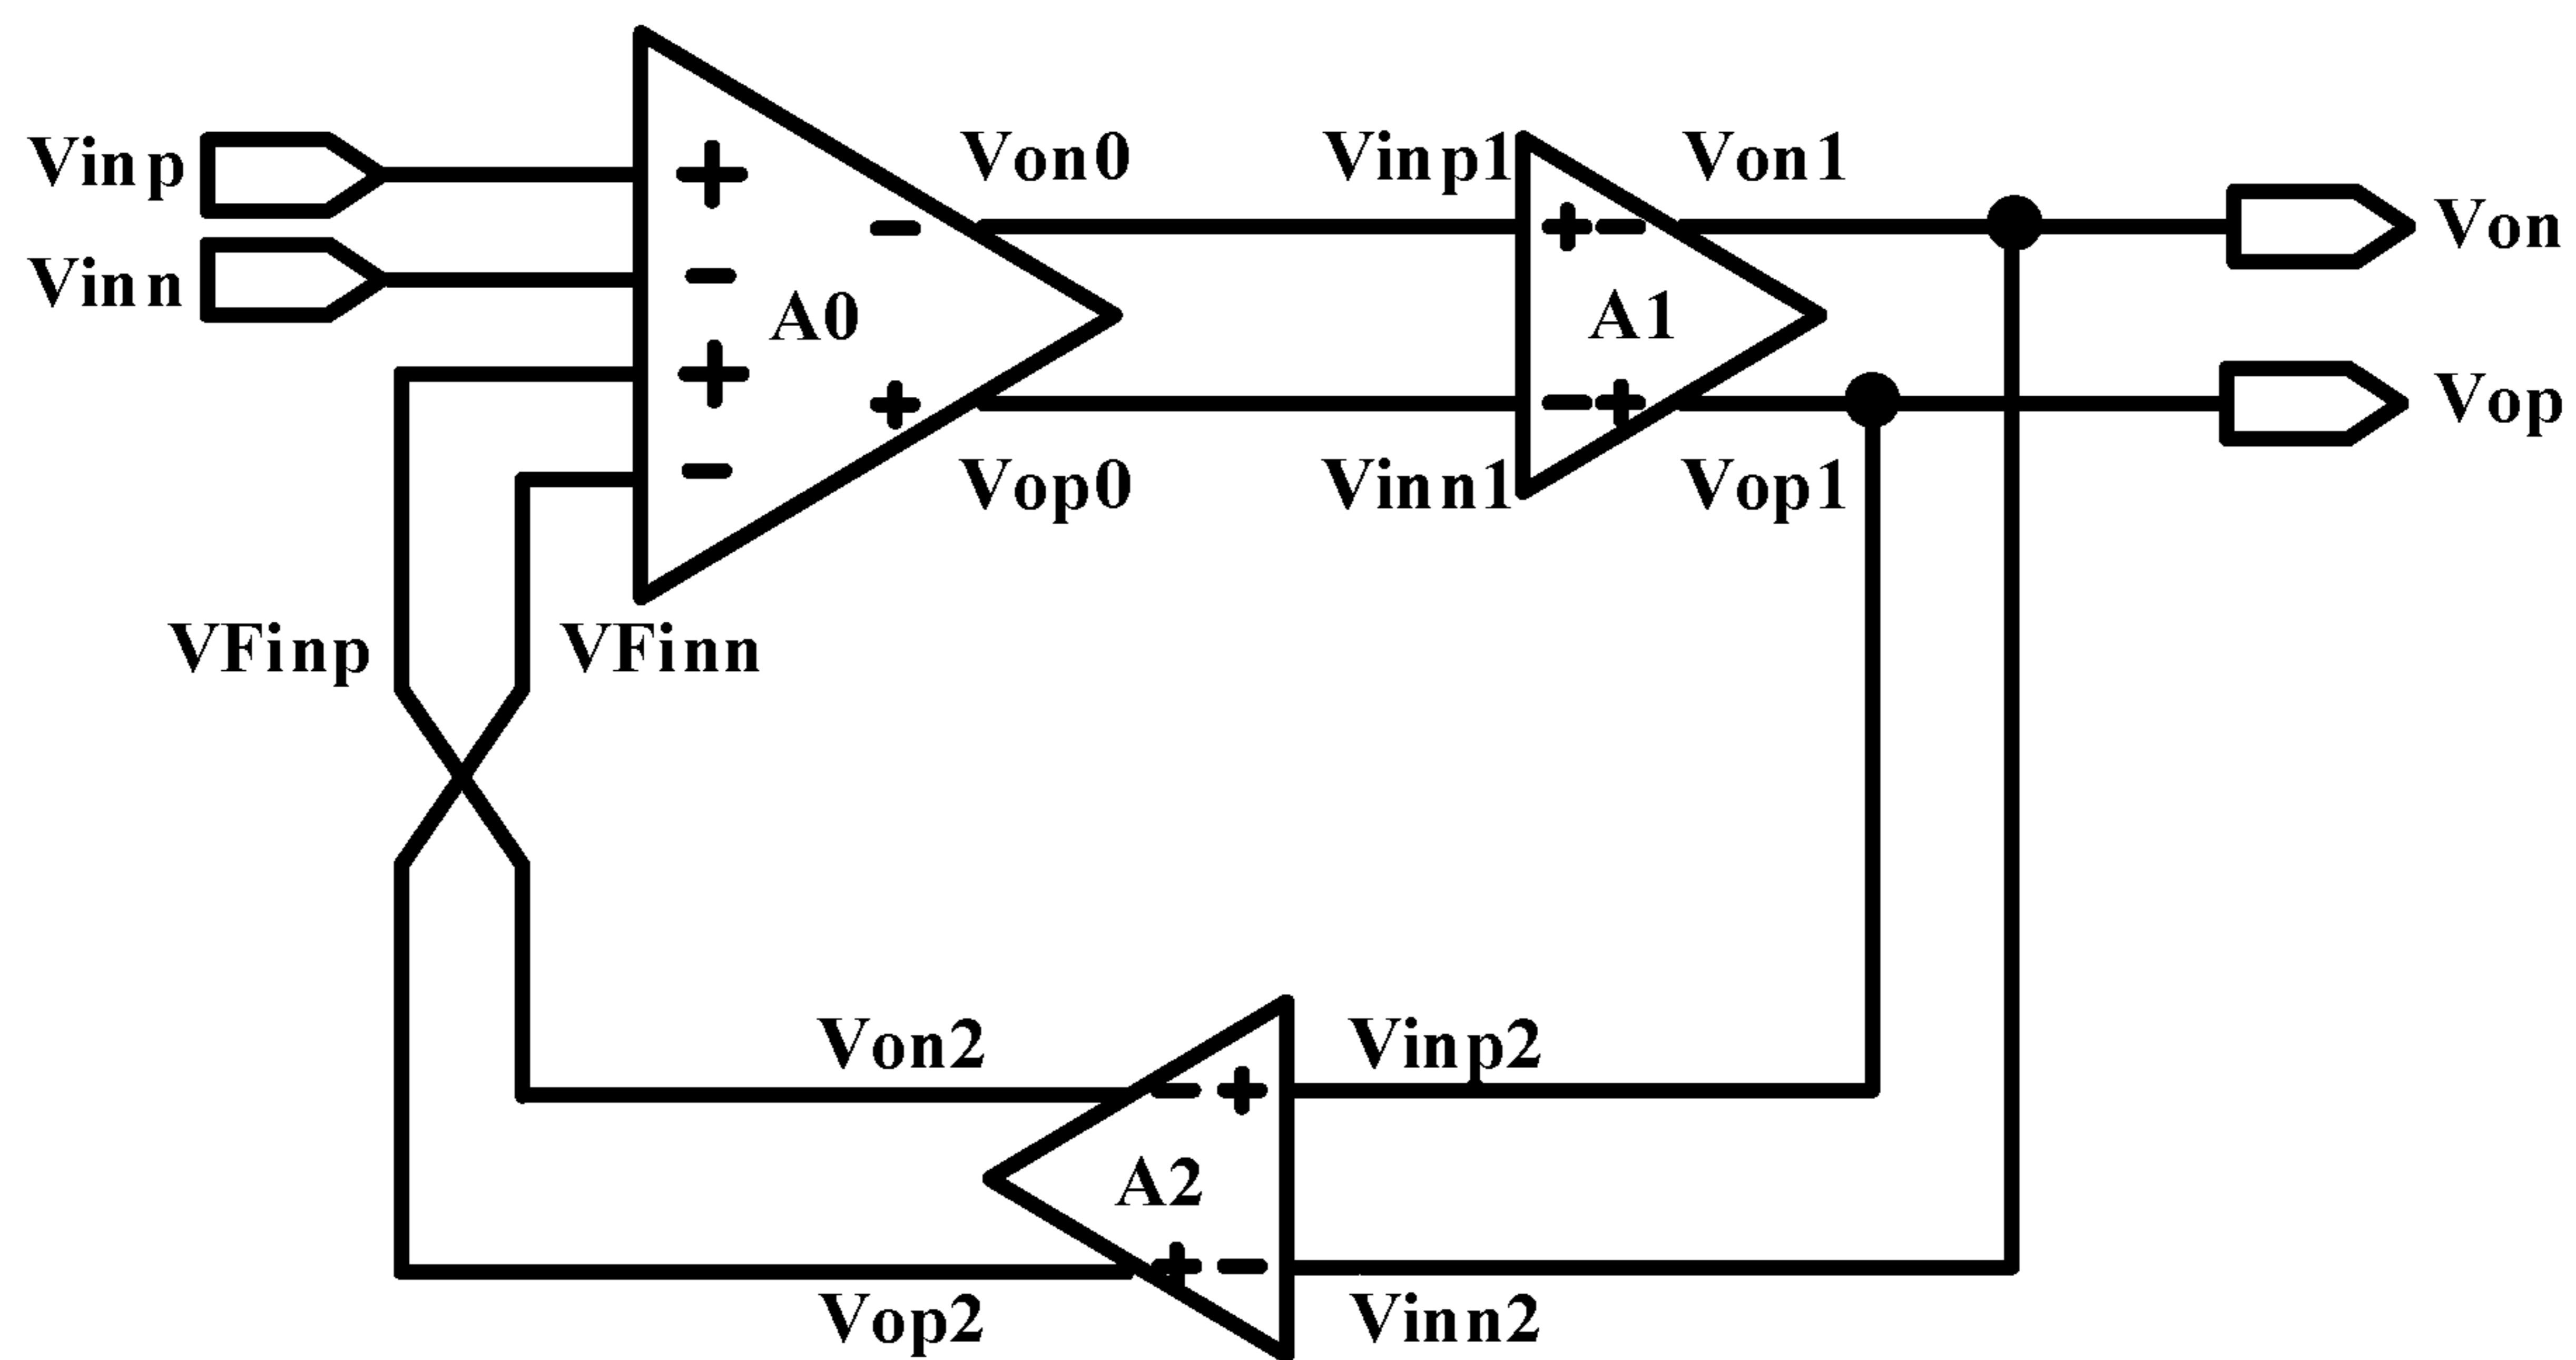 Vinp
Vinn
+
-
+
-
A0
-
+
Von0
Vop0
Vinp1
Vinn1
+-
-+
A1
Von1
Vop1
Von
Vop
VFinp
VFinn
Von2
Vop2
-+
+-
A2
Vinp2
Vinn2